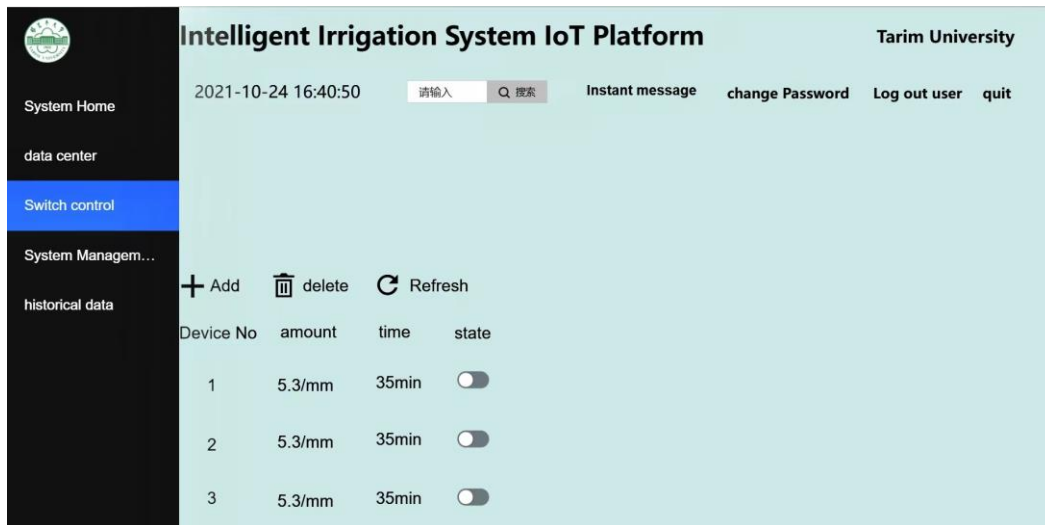 Intelligent Irrigation System IoT Platform Tarim University
2021-10-24 16:40:50 请输入 搜索 Instant message change Password Log out user quit
System Home
data center
Switch control
System Managem...
historical data
Add delete Refresh
Device No amount time state
1 5.3/mm 35min
2 5.3/mm 35min
3 5.3/mm 35min